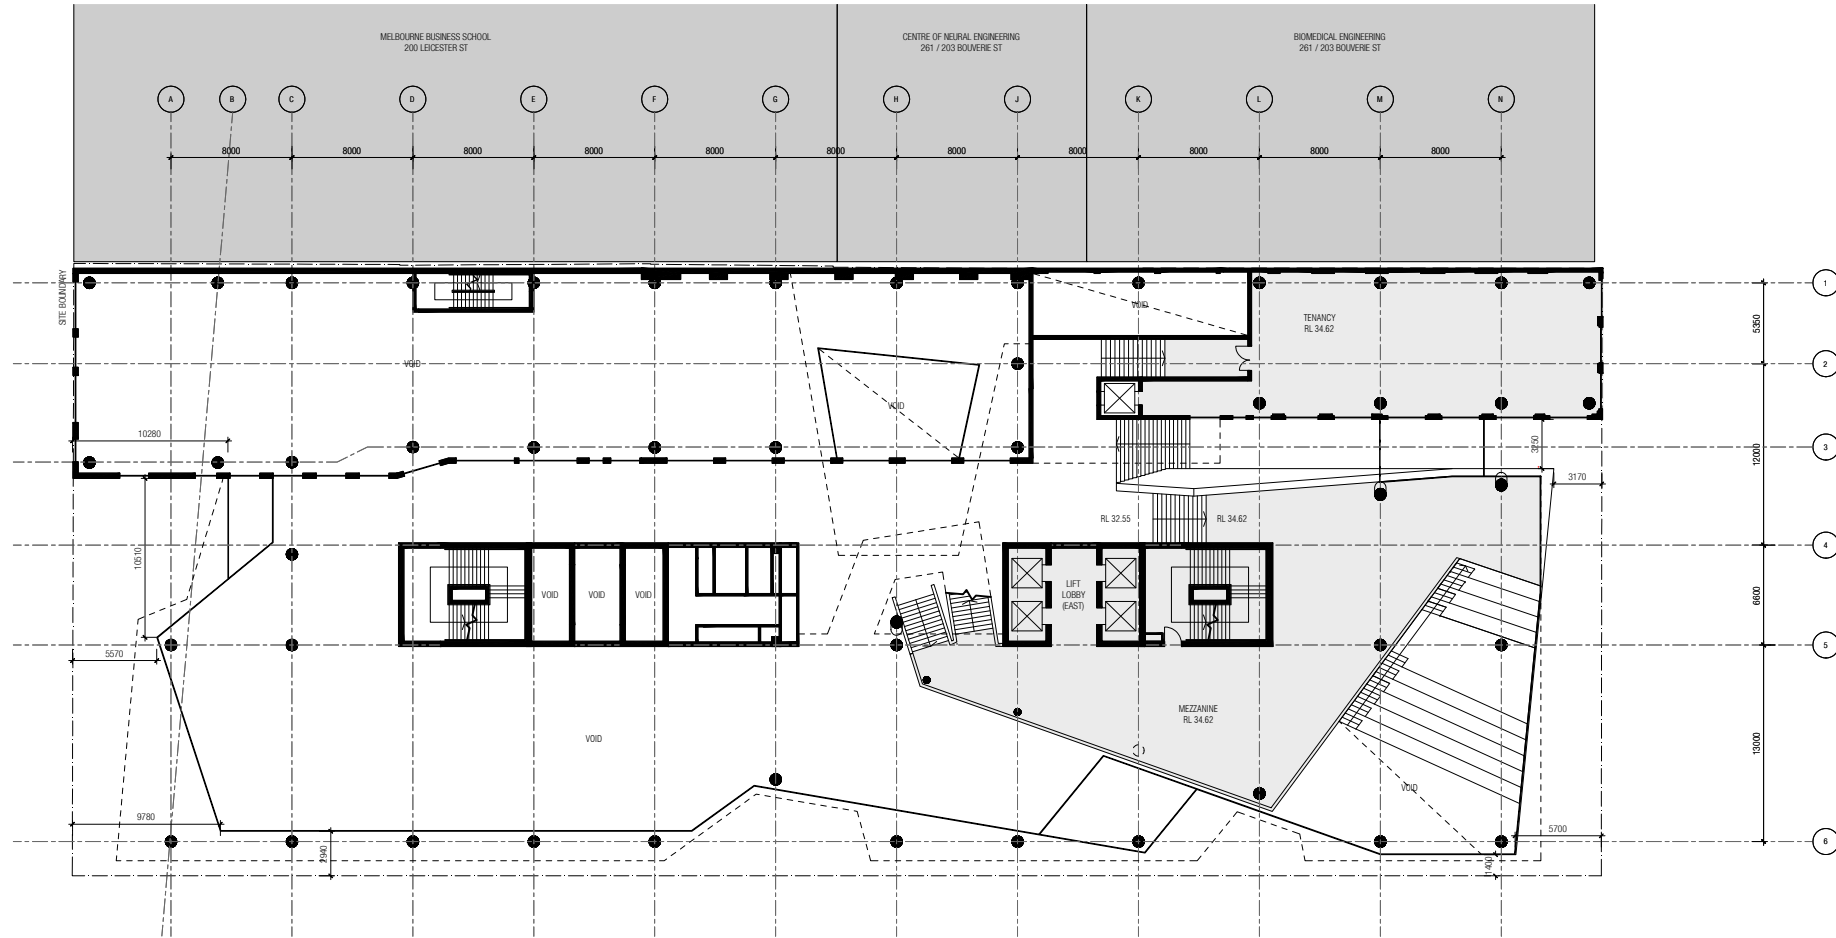 MELBOURNE BUSINESS SCHOOL
200 LEICESTER ST
CENTRE OF NEURAL ENGINEERING
261 / 203 BOUVERIE ST
BIOMEDICAL ENGINEERING
261 / 203 BOUVERIE ST
A B C D E F G H J K L M N
8000 8000 8000 8000 8000 8000 8000 8000 8000 8000 8000
SITE BOUNDARY
1
VOID
TENANCY
RL 34.62
5350
VOID
2
VOID
10280
3
3250
12000
3170
RL 32.55
RL 34.62
10510
4
VOID
VOID
VOID
LIFT
LOBBY
(EAST)
6600
5
5570
MEZZANINE
RL 34.62
VOID
13000
VOID
9780
2940
5700
1400
6